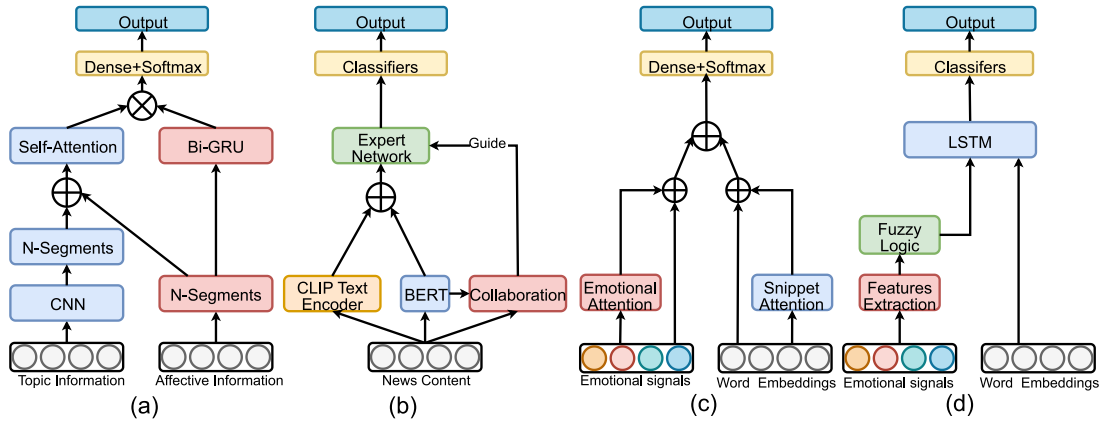 Output
Dense+Softmax
Self-Attention
Bi-GRU
N-Segments
CNN
N-Segments
Topic Information
Affective Information
(a)
Output
Classifiers
Expert
Network
Guide
CLIP Text
Encoder
BERT
Collaboration
News Content
(b)
Output
Dense+Softmax
Emotional
Attention
Snippet
Attention
Emotional signals
Word Embeddings
(c)
Output
Classifers
LSTM
Fuzzy
Logic
Features
Extraction
Emotional signals
Word Embeddings
(d)